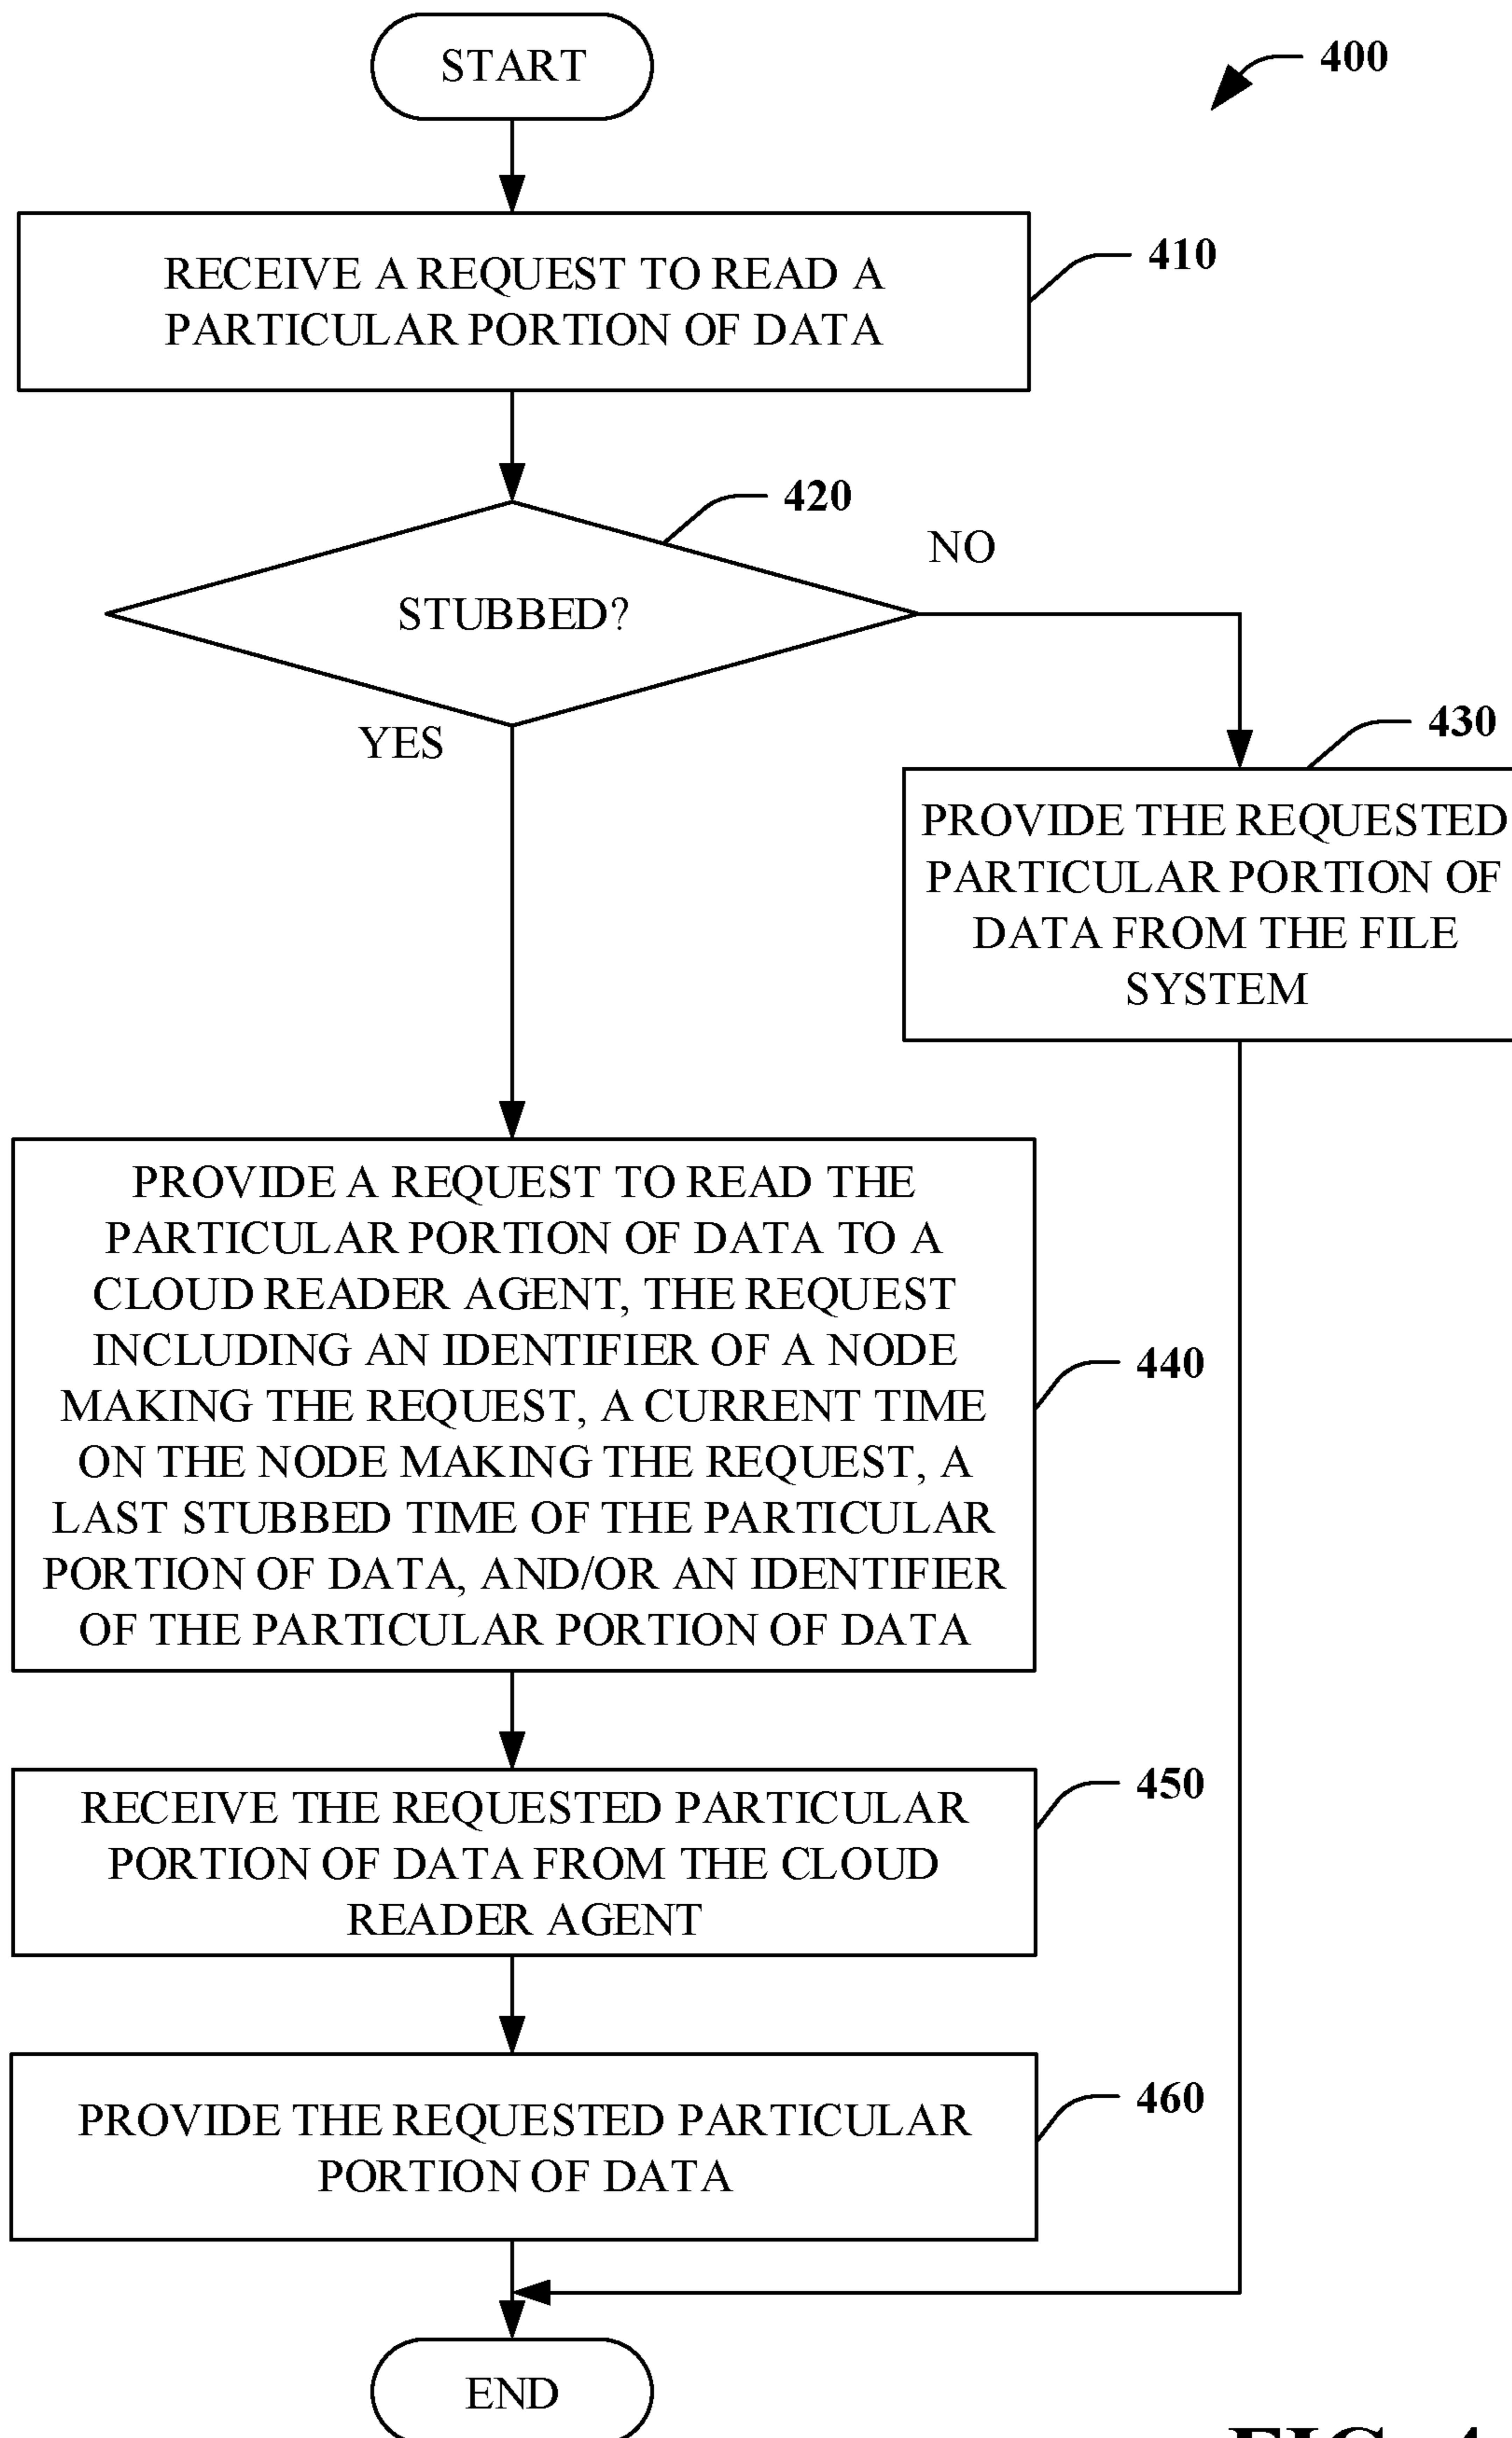 START
400
RECEIVE A REQUEST TO READ A
PARTICULAR PORTION OF DATA
410
420
STUBBED?
NO
YES
430
PROVIDE THE REQUESTED
PARTICULAR PORTION OF
DATA FROM THE FILE
SYSTEM
PROVIDE A REQUEST TO READ THE
PARTICULAR PORTION OF DATA TO A
CLOUD READER AGENT, THE REQUEST
INCLUDING AN IDENTIFIER OF A NODE
MAKING THE REQUEST, A CURRENT TIME
ON THE NODE MAKING THE REQUEST, A
LAST STUBBED TIME OF THE PARTICULAR
PORTION OF DATA, AND/OR AN IDENTIFIER
OF THE PARTICULAR PORTION OF DATA
440
RECEIVE THE REQUESTED PARTICULAR
PORTION OF DATA FROM THE CLOUD
READER AGENT
450
PROVIDE THE REQUESTED PARTICULAR
PORTION OF DATA
460
END